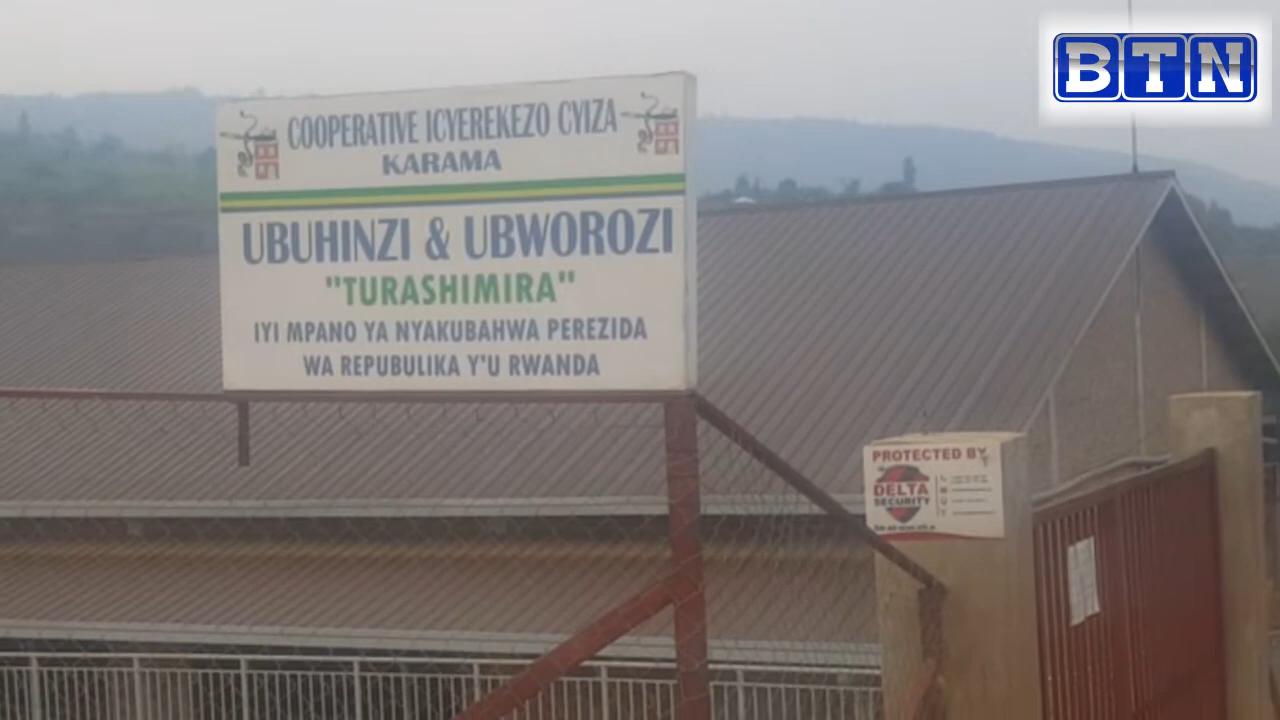 BTN
COOPERATIVE ICYEREKEZO CYIZA
KARAMA
UBUHINZI & UBWOROZI
"TURASHIMIRA"
IYI MPANO YA NYAKUBAHWA PEREZIDA
WA REPUBULIKA Y'U RWANDA
PROTECTED BY
DELTA
SECURITY